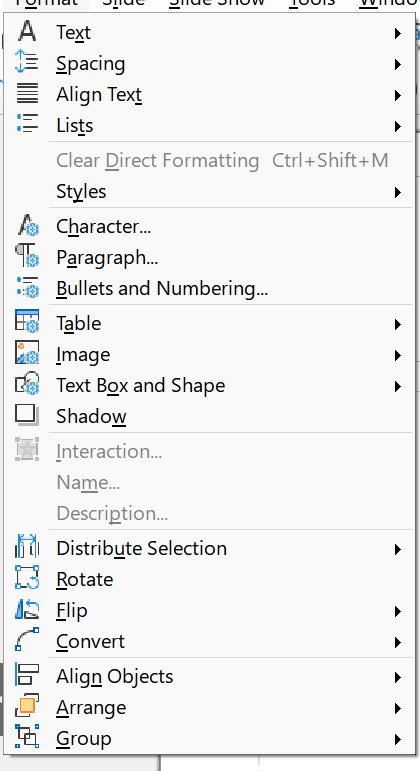 Format Slide Slide Show Tools Windo
Text
Spacing
Align Text
Lists
Clear Direct Formatting Ctrl+Shift+M
Styles
Character...
Paragraph...
Bullets and Numbering...
Table
Image
Text Box and Shape
Shadow
Interaction...
Name...
Description...
Distribute Selection
Rotate
Flip
Convert
Align Objects
Arrange
Group